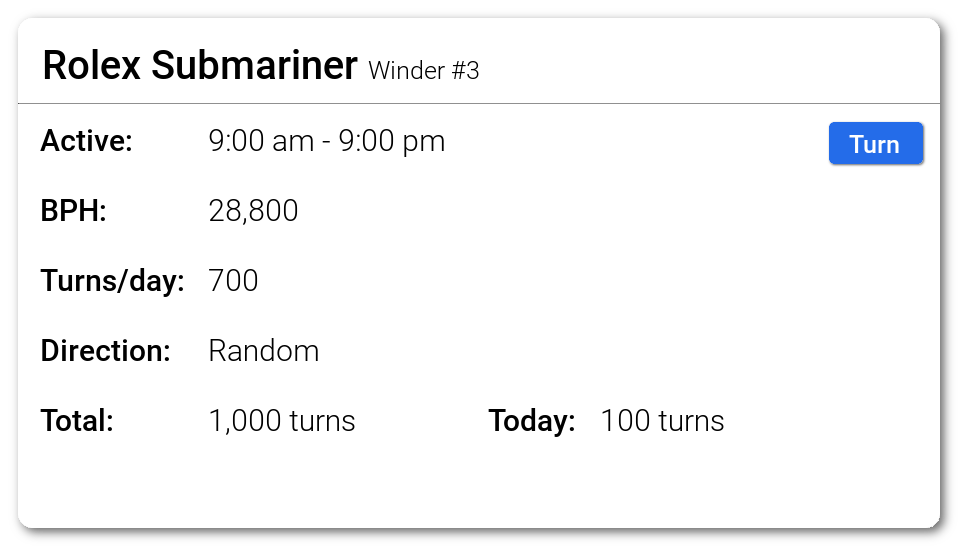 Rolex Submariner Winder #3
Active: 9:00 am - 9:00 pm Turn
BPH: 28,800
Turns/day: 700
Direction: Random
Total: 1,000 turns Today: 100 turns